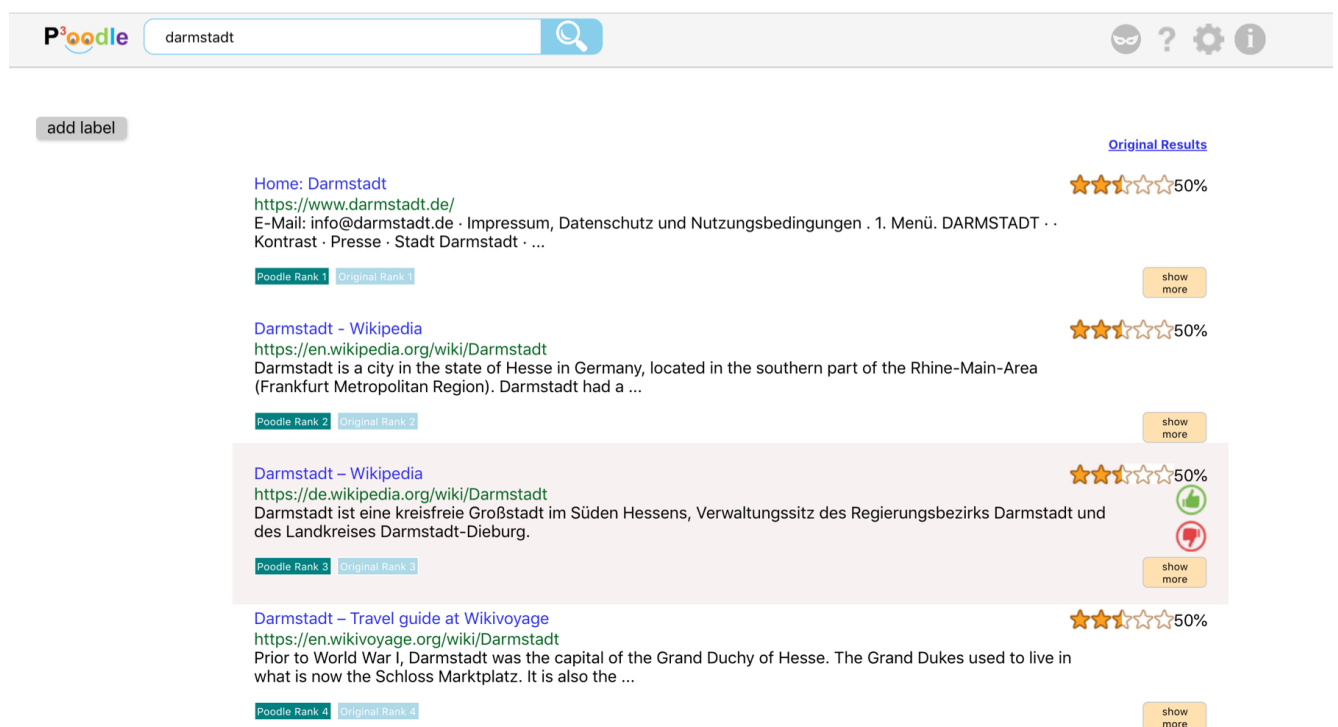 P³oodle
darmstadt
?
i
add label
Original Results
Home: Darmstadt
50%
https://www.darmstadt.de/
E-Mail: info@darmstadt.de · Impressum, Datenschutz und Nutzungsbedingungen . 1. Menü. DARMSTADT · ·
Kontrast · Presse · Stadt Darmstadt · ...
Poodle Rank 1 Original Rank 1
show
more
Darmstadt - Wikipedia
50%
https://en.wikipedia.org/wiki/Darmstadt
Darmstadt is a city in the state of Hesse in Germany, located in the southern part of the Rhine-Main-Area
(Frankfurt Metropolitan Region). Darmstadt had a ...
Poodle Rank 2 Original Rank 2
show
more
Darmstadt – Wikipedia
50%
https://de.wikipedia.org/wiki/Darmstadt
Darmstadt ist eine kreisfreie Großstadt im Süden Hessens, Verwaltungssitz des Regierungsbezirks Darmstadt und
des Landkreises Darmstadt-Dieburg.
Poodle Rank 3 Original Rank 3
show
more
Darmstadt – Travel guide at Wikivoyage
50%
https://en.wikivoyage.org/wiki/Darmstadt
Prior to World War I, Darmstadt was the capital of the Grand Duchy of Hesse. The Grand Dukes used to live in
what is now the Schloss Marktplatz. It is also the ...
Poodle Rank 4 Original Rank 4
show
more